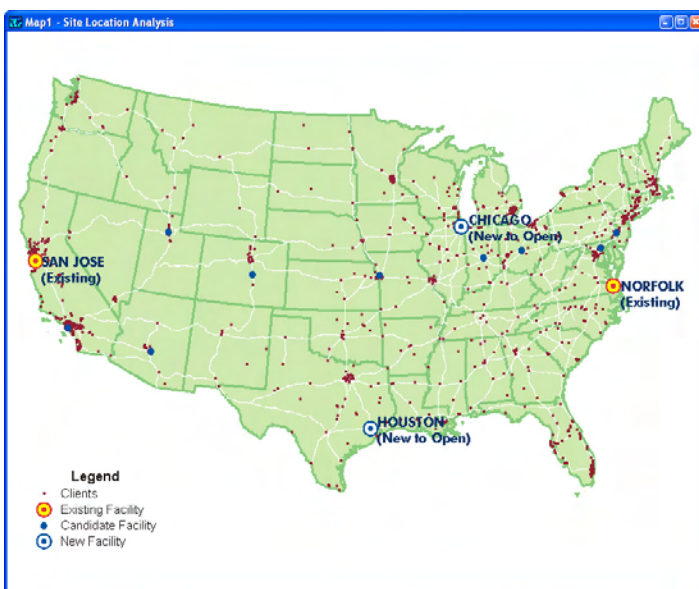 Map1 - Site Location Analysis
CHICAGO
(New to Open)
SAN JOSE
(Existing)
NORFOLK
(Existing)
HOUSTON
(New to Open)
Legend
Clients
Existing Facility
Candidate Facility
New Facility